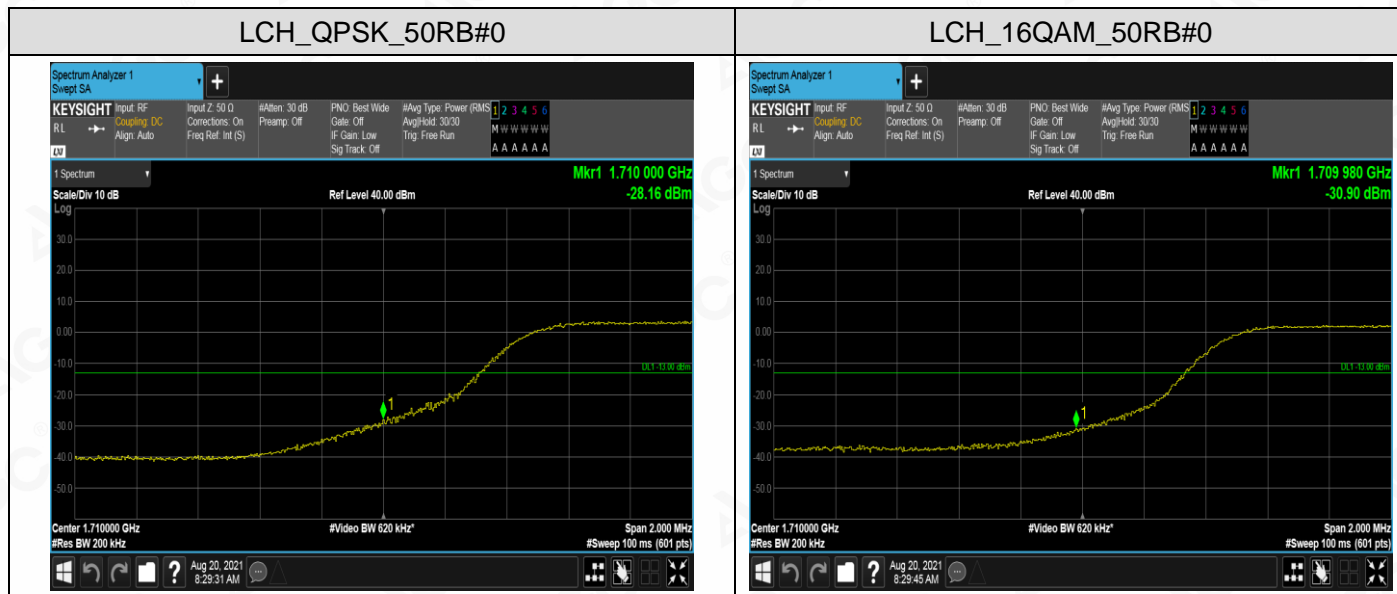 LCH_QPSK_50RB#0
Spectrum Analyzer 1
Swept SA
KEYSIGHT
RL
LXI
Input: RF
Coupling: DC
Align: Auto
Input Z: 50 Ω
Corrections: On
Freq Ref: Int (S)
#Atten: 30 dB
Preamp: Off
PNO: Best Wide
Gate: Off
IF Gain: Low
Sig Track: Off
#Avg Type: Power (RMS
Avg|Hold: 30/30
Trig: Free Run
1 2 3 4 5 6
M W W W W W
A A A A A A
1 Spectrum
Mkr1 1.710 000 GHz
Scale/Div 10 dB
Ref Level 40.00 dBm
-28.16 dBm
Log
30.0
20.0
10.0
0.00
-10.0
DL1 -13.00 dBm
-20.0
1
-30.0
-40.0
-50.0
Center 1.710000 GHz
#Video BW 620 kHz*
Span 2.000 MHz
#Res BW 200 kHz
#Sweep 100 ms (601 pts)
?
Aug 20, 2021
8:29:31 AM
LCH_16QAM_50RB#0
Spectrum Analyzer 1
Swept SA
KEYSIGHT
RL
LXI
Input: RF
Coupling: DC
Align: Auto
Input Z: 50 Ω
Corrections: On
Freq Ref: Int (S)
#Atten: 30 dB
Preamp: Off
PNO: Best Wide
Gate: Off
IF Gain: Low
Sig Track: Off
#Avg Type: Power (RMS
Avg|Hold: 30/30
Trig: Free Run
1 2 3 4 5 6
M W W W W W
A A A A A A
1 Spectrum
Mkr1 1.709 980 GHz
Scale/Div 10 dB
Ref Level 40.00 dBm
-30.90 dBm
Log
30.0
20.0
10.0
0.00
-10.0
DL1 -13.00 dBm
-20.0
1
-30.0
-40.0
-50.0
Center 1.710000 GHz
#Video BW 620 kHz*
Span 2.000 MHz
#Res BW 200 kHz
#Sweep 100 ms (601 pts)
?
Aug 20, 2021
8:29:45 AM